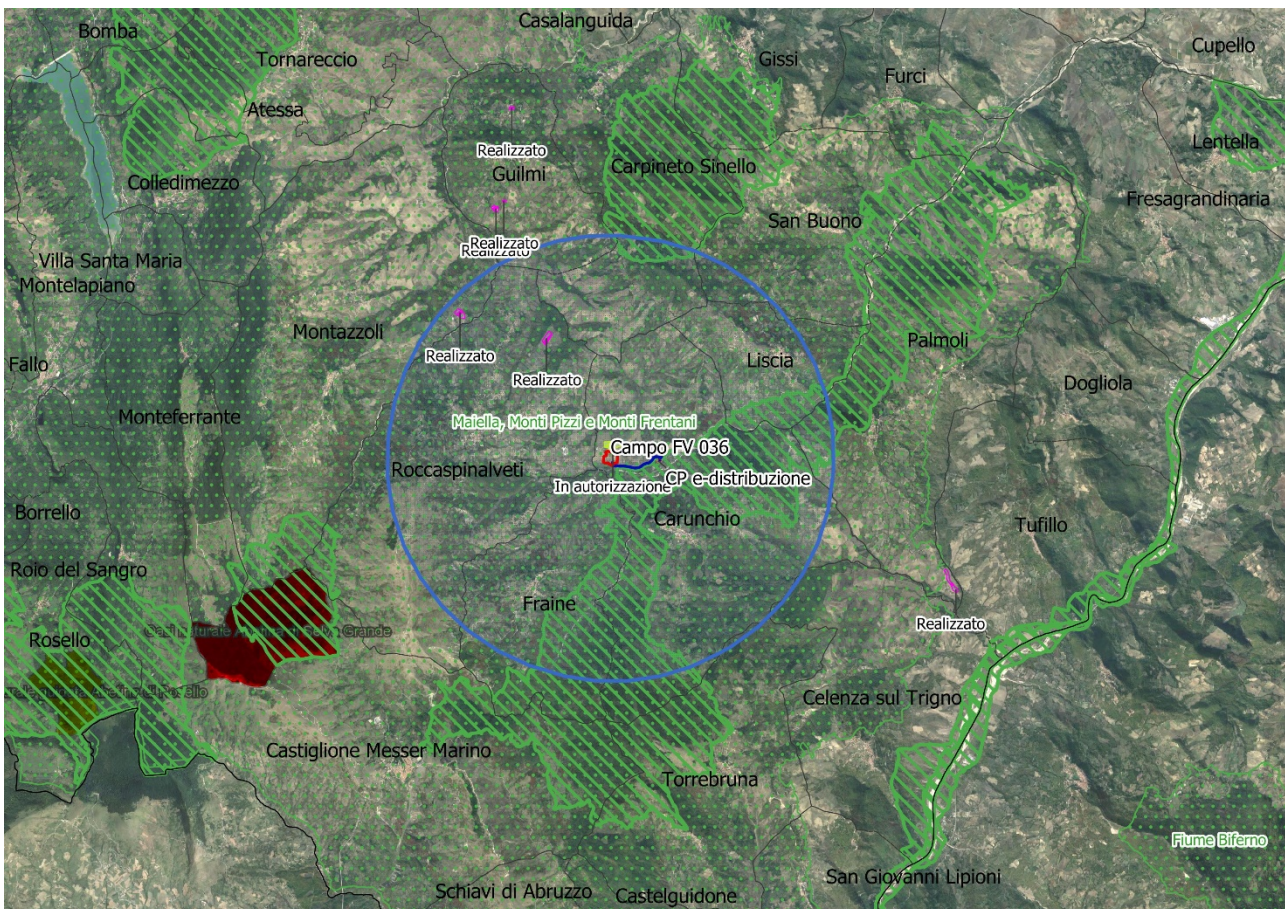 Bomba
Casalanguida
Tornareccio
Gissi
Cupello
Furci
Atessa
Realizzato
Guilmi
Carpineto Sinello
Lentella
Colledimezzo
Fresagrandinaria
San Buono
Realizzato
Realizzato
Villa Santa Maria
Montelapiano
Montazzoli
Palmoli
Realizzato
Liscia
Fallo
Realizzato
Dogliola
Monteferrante
Maiella, Monti Pizzi e Monti Frentani
Campo FV 036
Roccaspinalveti
In autorizzazione
CP e-distribuzione
Borrello
Carunchio
Tufillo
Roio del Sangro
Fraine
Realizzato
Rosello
Celenza sul Trigno
Castiglione Messer Marino
Torrebruna
Fiume Biferno
San Giovanni Lipioni
Schiavi di Abruzzo
Castelguidone